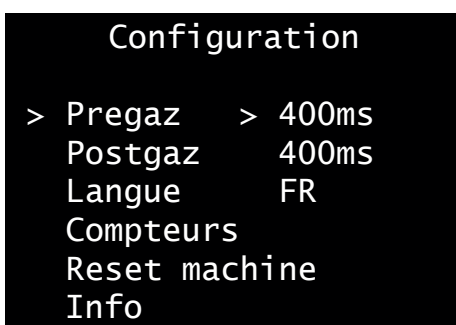 Configuration
> Pregaz > 400ms
Postgaz 400ms
Langue FR
Compteurs
Reset machine
Info